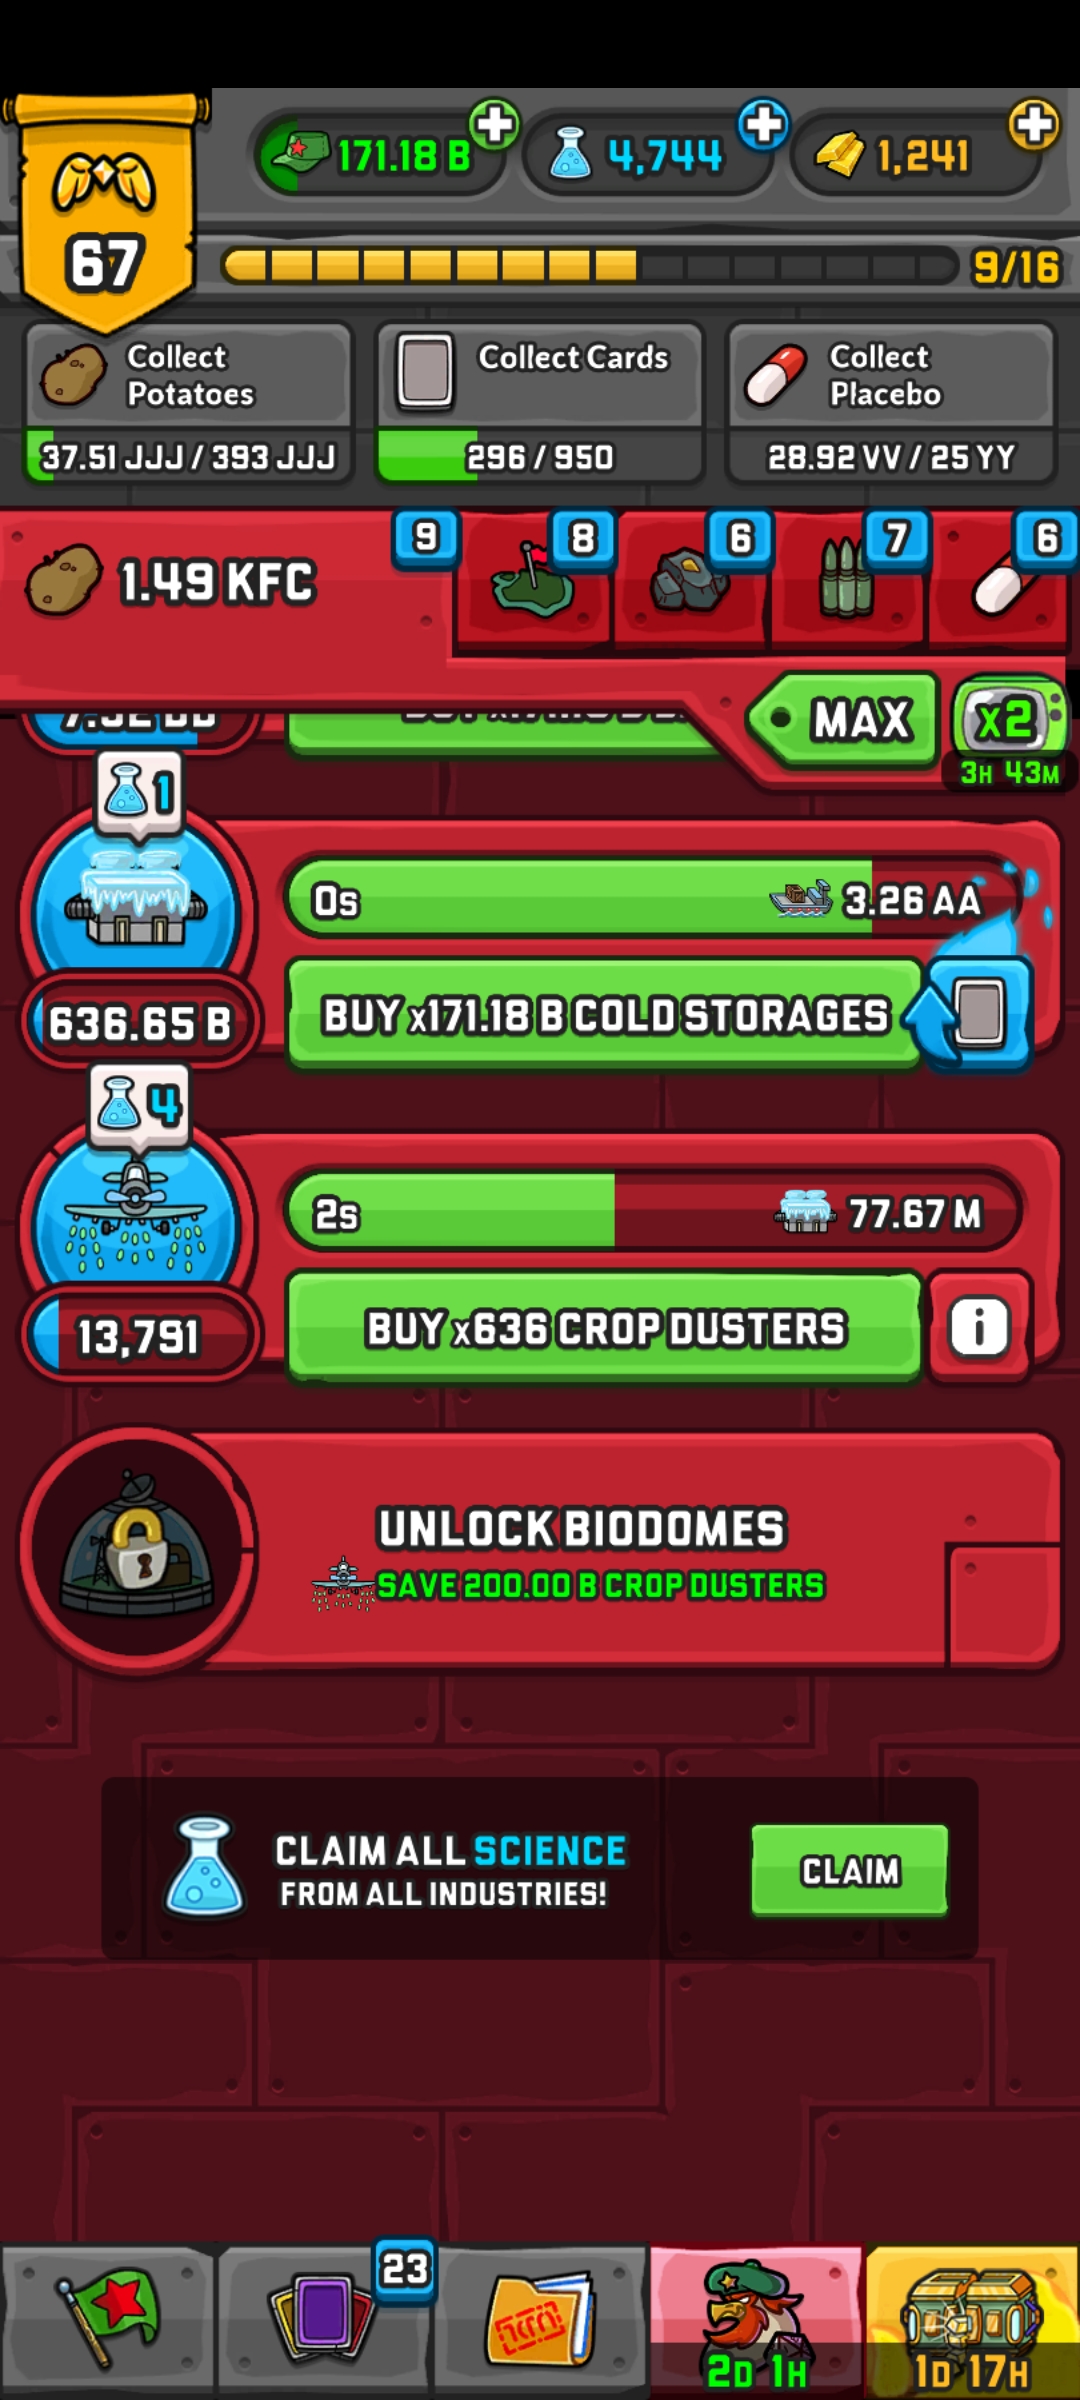 171.18 B
4,744
1,241
67
9/16
Collect
Potatoes
37.51 JJJ / 393 JJJ
Collect Cards
296 / 950
Collect
Placebo
28.92 VV / 25 YY
1.49 KFC
9
8
6
7
6
MAX
x2
3H 43M
1
0s
3.26 AA
636.65 B
BUY x171.18 B COLD STORAGES
4
2s
77.67 M
13,791
BUY x636 CROP DUSTERS
i
UNLOCK BIODOMES
SAVE 200.00 B CROP DUSTERS
CLAIM ALL SCIENCE
FROM ALL INDUSTRIES!
CLAIM
23
2D 1H
1D 17H